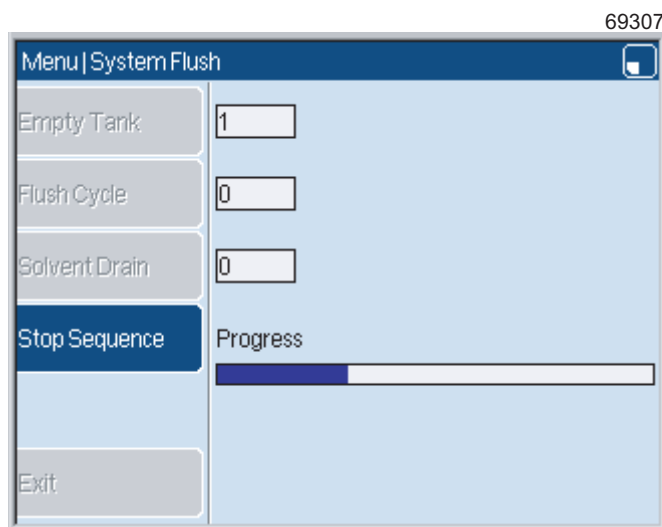 69307
Menu | System Flush
Empty Tank
1
Flush Cycle
0
Solvent Drain
0
Stop Sequence
Progress
Exit